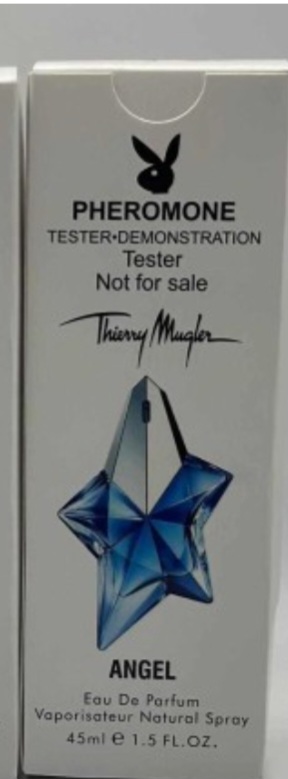 PHEROMONE
TESTER•DEMONSTRATION
Tester
Not for sale
Thierry Mugler
ANGEL
Eau De Parfum
Vaporisateur Natural Spray
45ml e 1.5 FL.OZ.